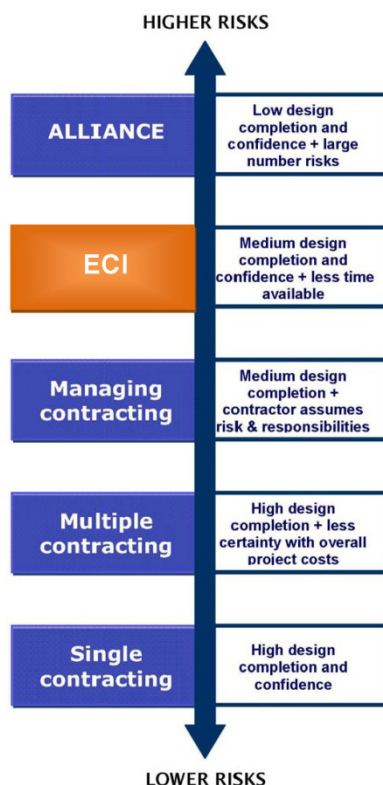 HIGHER RISKS
ALLIANCE
Low design
completion and
confidence + large
number risks
ECI
Medium design
completion and
confidence + less time
available
Managing
contracting
Medium design
completion +
contractor assumes
risk & responsibilities
Multiple
contracting
High design
completion + less
certainty with overall
project costs
Single
contracting
High design
completion and
confidence
LOWER RISKS